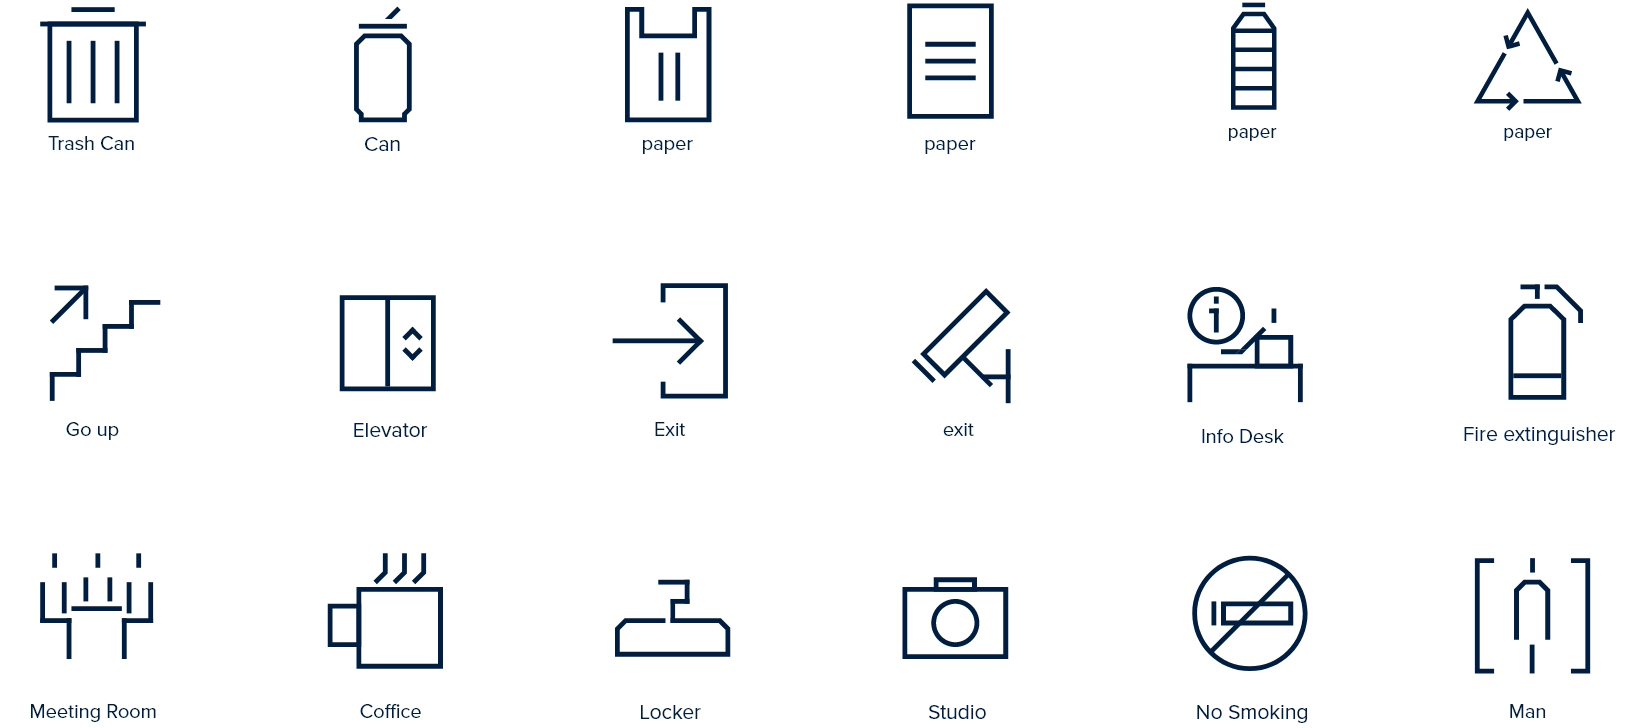 Trash Can
Can
paper
paper
paper
paper
Go up
Elevator
Exit
exit
Info Desk
Fire extinguisher
Meeting Room
Coffice
Locker
Studio
No Smoking
Man